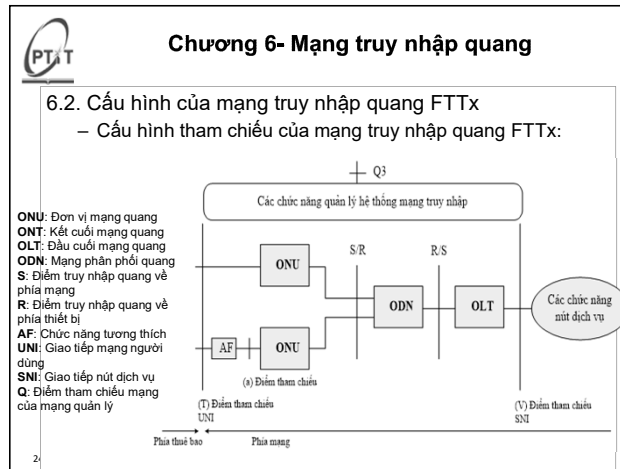 PTiT
Chương 6- Mạng truy nhập quang
6.2. Cấu hình của mạng truy nhập quang FTTx
– Cấu hình tham chiếu của mạng truy nhập quang FTTx:
ONU: Đơn vị mạng quang
ONT: Kết cuối mạng quang
OLT: Đầu cuối mạng quang
ODN: Mạng phân phối quang
S: Điểm truy nhập quang về
phía mạng
R: Điểm truy nhập quang về
phía thiết bị
AF: Chức năng tương thích
UNI: Giao tiếp mạng người
dùng
SNI: Giao tiếp nút dịch vụ
Q: Điểm tham chiếu mạng
của mạng quản lý
Q3
Các chức năng quản lý hệ thống mạng truy nhập
S/R
R/S
ONU
ODN
OLT
Các chức năng
nút dịch vụ
AF
ONU
(a) Điểm tham chiếu
(T) Điểm tham chiếu
UNI
(V) Điểm tham chiếu
SNI
Phía thuê bao
Phía mạng